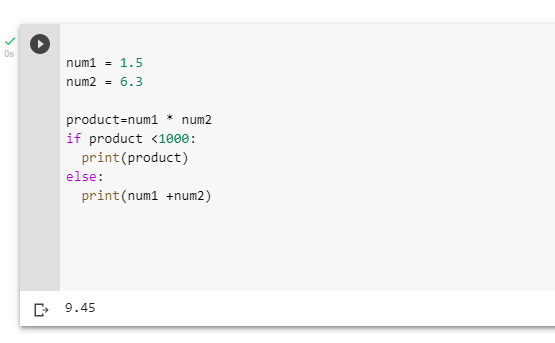 0s
num1 = 1.5
num2 = 6.3
product=num1 * num2
if product <1000:
  print(product)
else:
  print(num1 +num2)
9.45